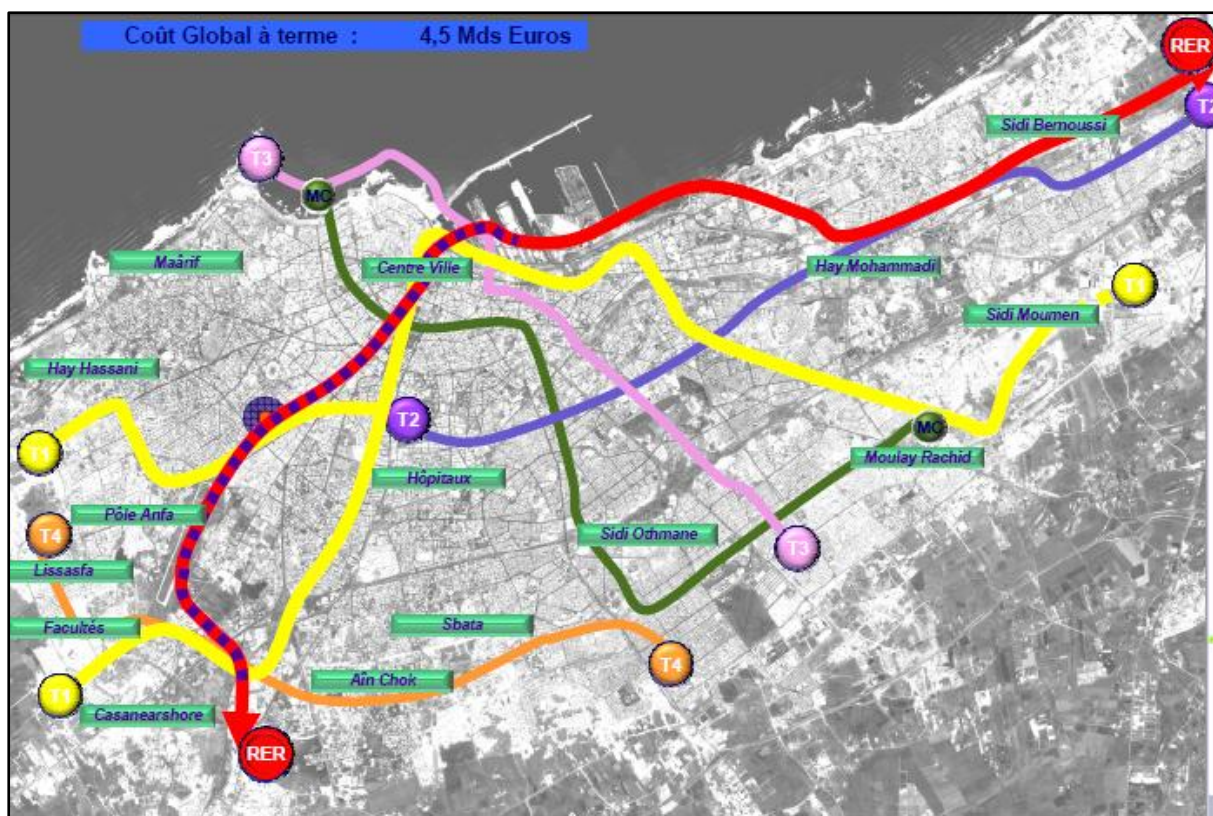 Coût Global à terme : 4,5 Mds Euros
RER
T2
Sidi Bernoussi
T3
MC
Maârif
Centre Ville
Hay Mohammadi
T1
Sidi Moumen
Hay Hassani
T2
MC
T1
Hôpitaux
Moulay Rachid
Pôle Anfa
T4
Sidi Othmane
T3
Lissasfa
Facultés
Sbata
T4
Aîn Chok
T1
Casanearshore
RER